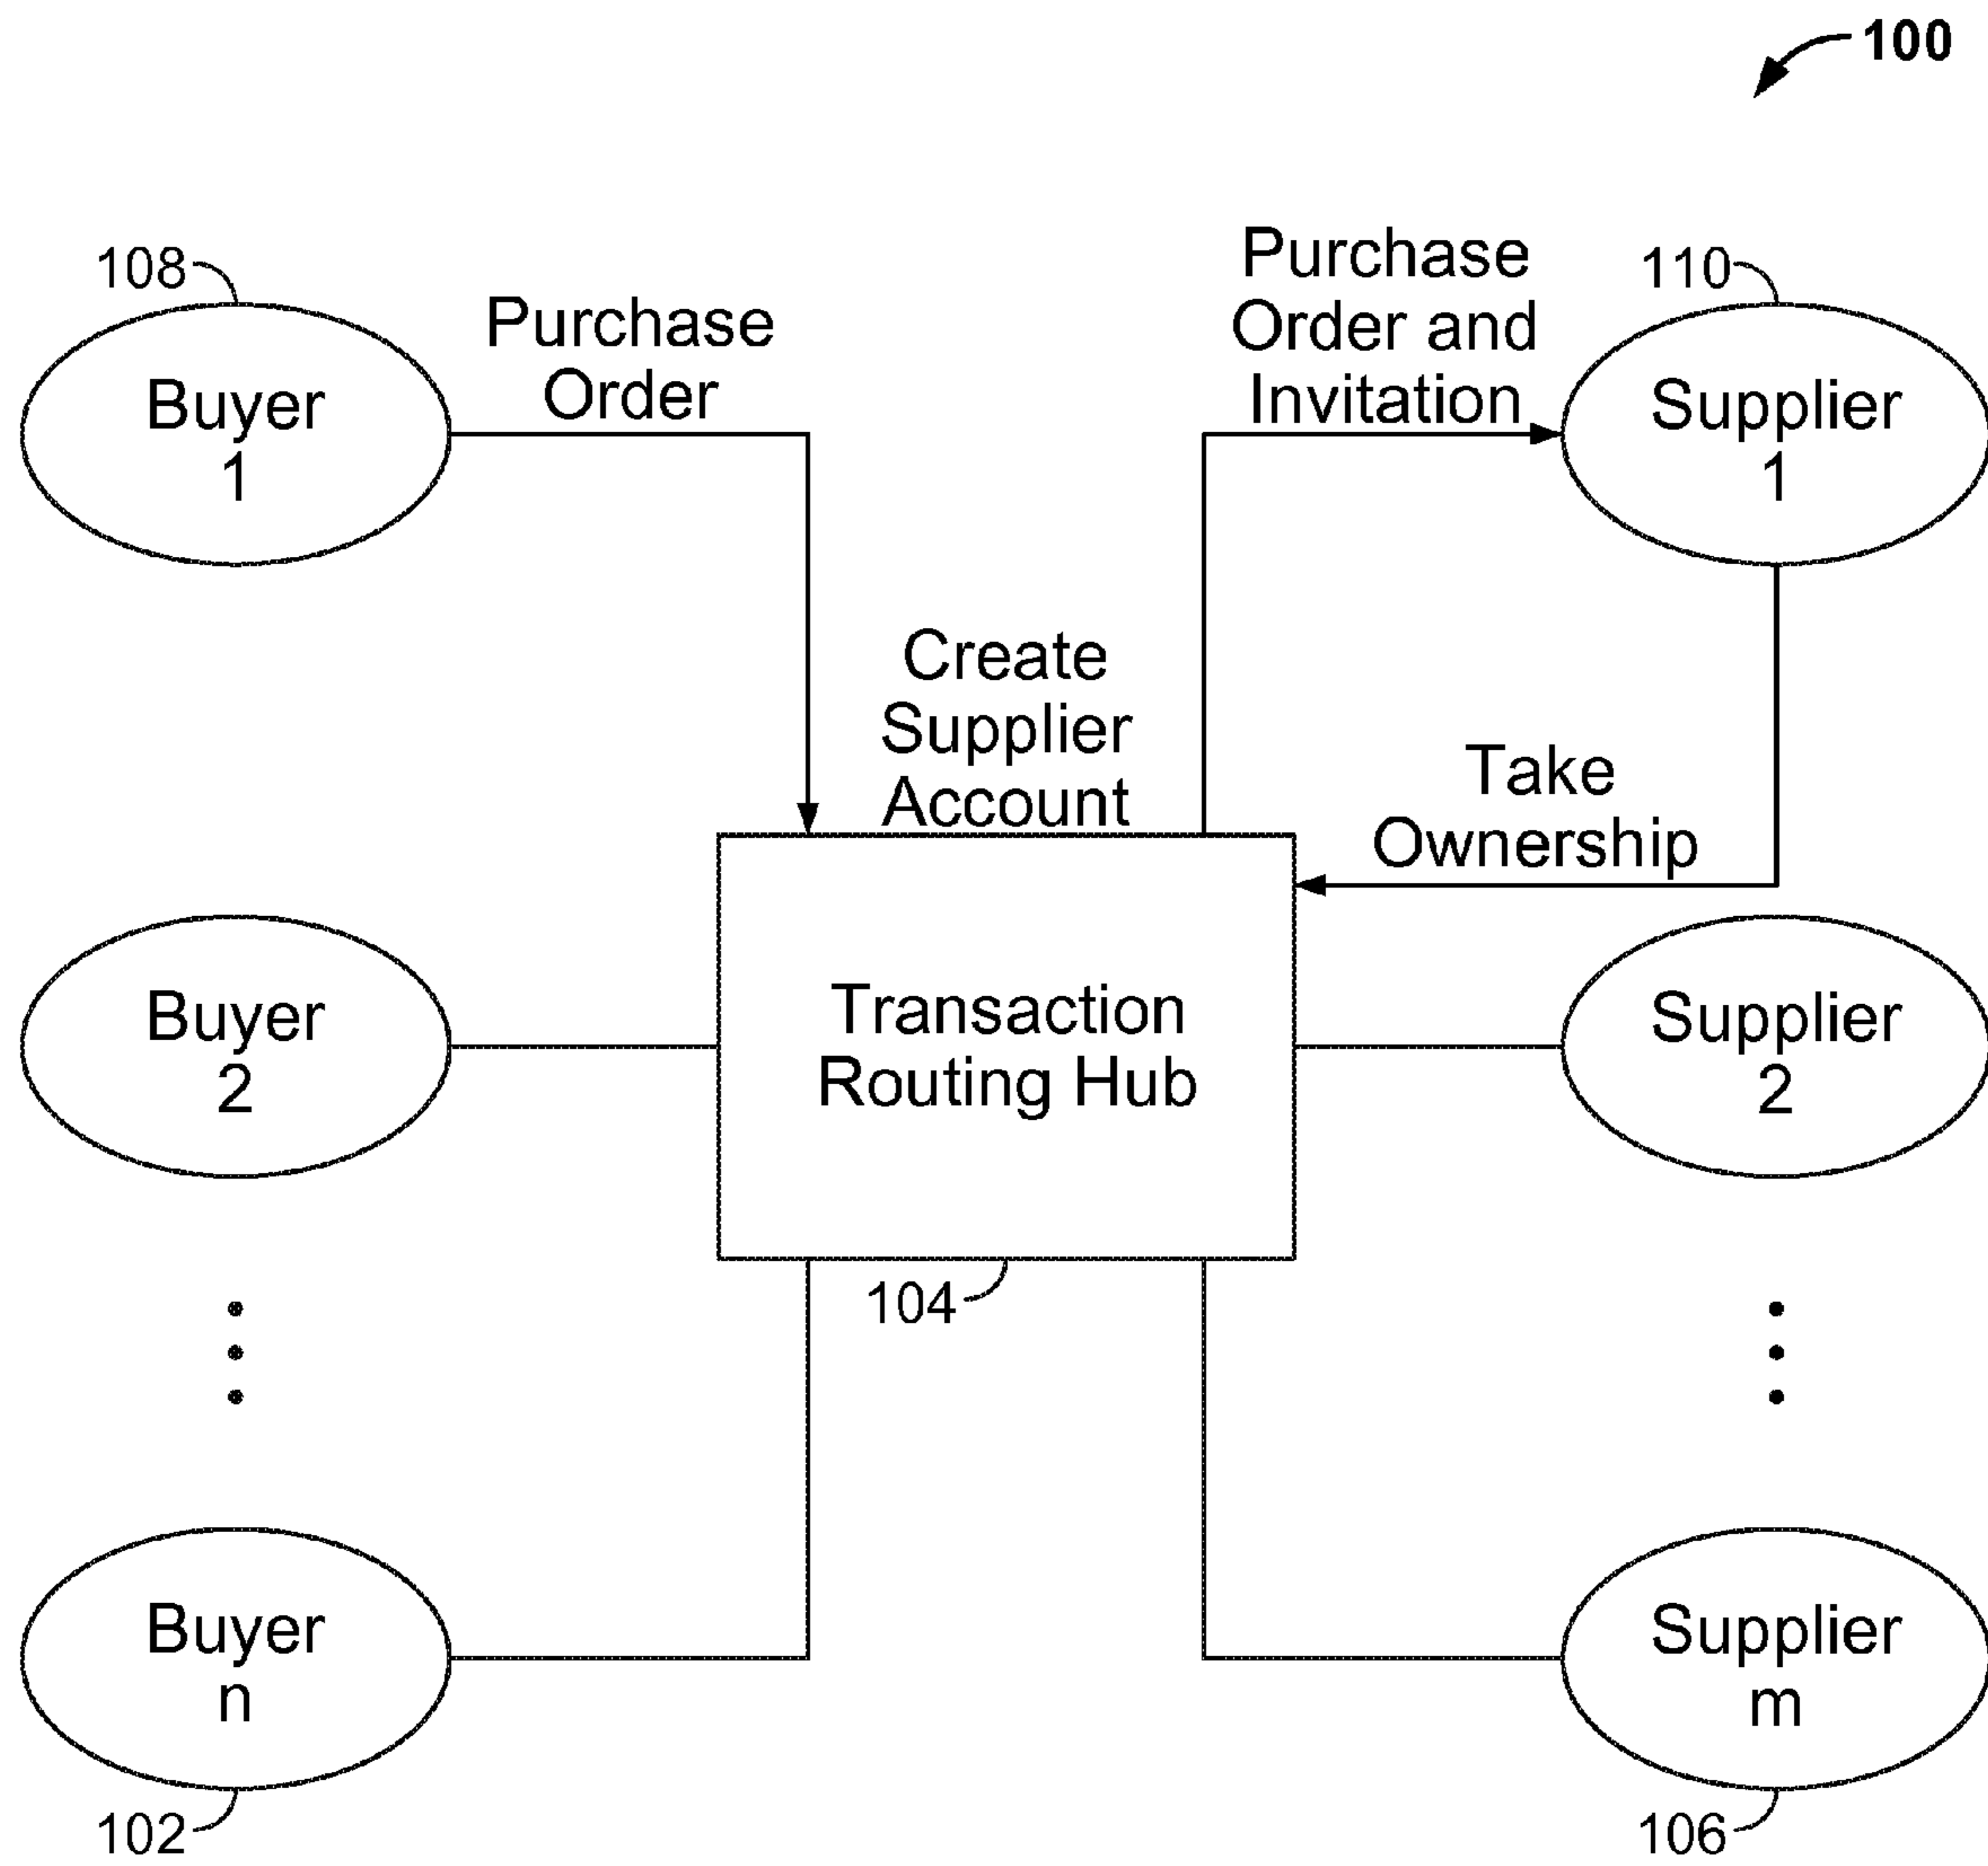 100
108
Buyer
1
Purchase
Order
Purchase
Order and
Invitation
110
Supplier
1
Create
Supplier
Account
Take
Ownership
Buyer
2
Transaction
Routing Hub
104
Supplier
2
Buyer
n
102
Supplier
m
106